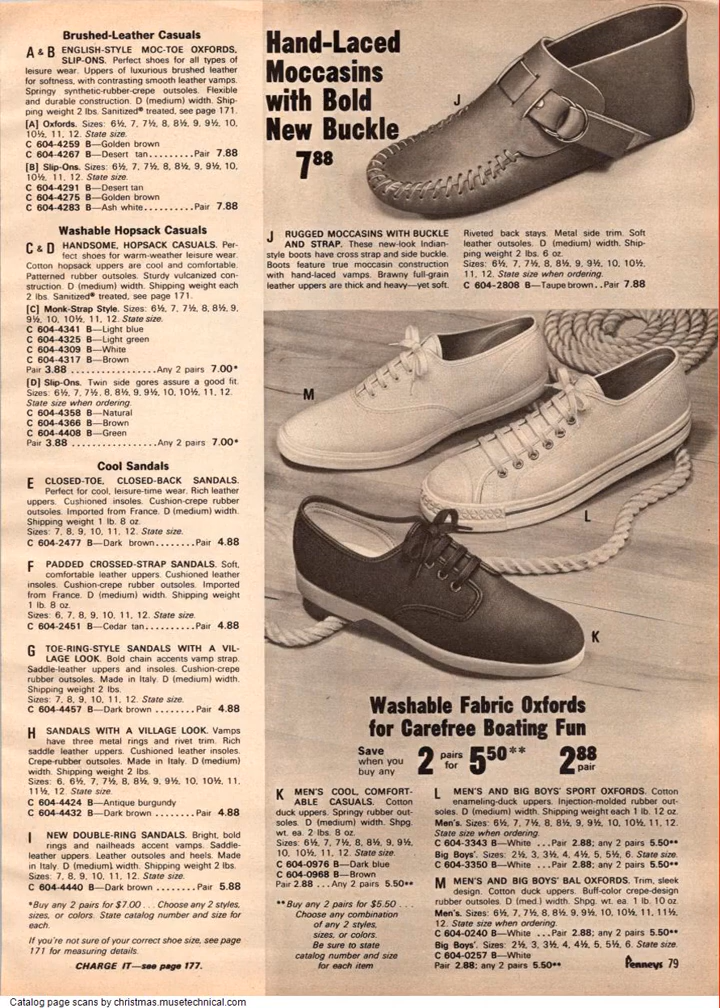 Brushed-Leather Casuals
A & B ENGLISH-STYLE MOC-TOE OXFORDS,
SLIP-ONS. Perfect shoes for all types of
leisure wear. Uppers of luxurious brushed leather
for softness, with contrasting smooth leather vamps.
Springy synthetic-rubber-crepe outsoles. Flexible
and durable construction. D (medium) width. Ship-
ping weight 2 lbs. Sanitized® treated, see page 171.
[A] Oxfords. Sizes: 6½, 7, 7½, 8, 8½, 9, 9½, 10,
10½, 11, 12. State size.
C 604-4259 B—Golden brown
C 604-4267 B—Desert tan.........Pair 7.88
[B] Slip-Ons. Sizes: 6½, 7, 7½, 8, 8½, 9, 9½, 10,
10½, 11, 12. State size.
C 604-4291 B—Desert tan
C 604-4275 B—Golden brown
C 604-4283 B—Ash white..........Pair 7.88
Washable Hopsack Casuals
C & D HANDSOME, HOPSACK CASUALS. Per-
fect shoes for warm-weather leisure wear.
Cotton hopsack uppers are cool and comfortable.
Patterned rubber outsoles. Sturdy vulcanized con-
struction. D (medium) width. Shipping weight each
2 lbs. Sanitized® treated, see page 171.
[C] Monk-Strap Style. Sizes: 6½, 7, 7½, 8, 8½, 9,
9½, 10, 10½, 11, 12. State size.
C 604-4341 B—Light blue
C 604-4325 B—Light green
C 604-4309 B—White
C 604-4317 B—Brown
Pair 3.88 .................Any 2 pairs 7.00*
[D] Slip-Ons. Twin side gores assure a good fit.
Sizes: 6½, 7, 7½, 8, 8½, 9, 9½, 10, 10½, 11, 12.
State size when ordering.
C 604-4358 B—Natural
C 604-4366 B—Brown
C 604-4408 B—Green
Pair 3.88 .................Any 2 pairs 7.00*
Cool Sandals
E CLOSED-TOE, CLOSED-BACK SANDALS.
Perfect for cool, leisure-time wear. Rich leather
uppers. Cushioned insoles. Cushion-crepe rubber
outsoles. Imported from France. D (medium) width.
Shipping weight 1 lb. 8 oz.
Sizes: 7, 8, 9, 10, 11, 12. State size.
C 604-2477 B—Dark brown........Pair 4.88
F PADDED CROSSED-STRAP SANDALS. Soft,
comfortable leather uppers. Cushioned leather
insoles. Cushion-crepe rubber outsoles. Imported
from France. D (medium) width. Shipping weight
1 lb. 8 oz.
Sizes: 6, 7, 8, 9, 10, 11, 12. State size.
C 604-2451 B—Cedar tan..........Pair 4.88
G TOE-RING-STYLE SANDALS WITH A VIL-
LAGE LOOK. Bold chain accents vamp strap.
Saddle-leather uppers and insoles. Cushion-crepe
rubber outsoles. Made in Italy. D (medium) width.
Shipping weight 2 lbs.
Sizes: 7, 8, 9, 10, 11, 12. State size.
C 604-4457 B—Dark brown ........Pair 4.88
H SANDALS WITH A VILLAGE LOOK. Vamps
have three metal rings and rivet trim. Rich
saddle leather uppers. Cushioned leather insoles.
Crepe-rubber outsoles. Made in Italy. D (medium)
width. Shipping weight 2 lbs.
Sizes: 6, 6½, 7, 7½, 8, 8½, 9, 9½, 10, 10½, 11,
11½, 12. State size.
C 604-4424 B—Antique burgundy
C 604-4432 B—Dark brown ........Pair 4.88
I NEW DOUBLE-RING SANDALS. Bright, bold
rings and nailheads accent vamps. Saddle-
leather uppers. Leather outsoles and heels. Made
in Italy. D (medium) width. Shipping weight 2 lbs.
Sizes: 7, 8, 9, 10, 11, 12. State size.
C 604-4440 B—Dark brown ........Pair 5.88
*Buy any 2 pairs for $7.00 . . . Choose any 2 styles,
sizes, or colors. State catalog number and size for
each.
If you're not sure of your correct shoe size, see page
171 for measuring details.
CHARGE IT—see page 177.
Hand-Laced
Moccasins
with Bold
New Buckle
7⁸⁸
J
J RUGGED MOCCASINS WITH BUCKLE
AND STRAP. These new-look Indian-
style boots have cross strap and side buckle.
Boots feature true moccasin construction
with hand-laced vamps. Brawny full-grain
leather uppers are thick and heavy—yet soft.
Riveted back stays. Metal side trim. Soft
leather outsoles. D (medium) width. Ship-
ping weight 2 lbs. 6 oz.
Sizes: 6½, 7, 7½, 8, 8½, 9, 9½, 10, 10½,
11, 12. State size when ordering.
C 604-2808 B—Taupe brown..Pair 7.88
M
L
K
Washable Fabric Oxfords
for Carefree Boating Fun
Save when you buy any 2 pairs for 5⁵⁰** 2⁸⁸ pair
K MEN'S COOL, COMFORT-
ABLE CASUALS. Cotton
duck uppers. Springy rubber out-
soles. D (medium) width. Shpg.
wt. ea. 2 lbs. 8 oz.
Sizes: 6½, 7, 7½, 8, 8½, 9, 9½,
10, 10½, 11, 12. State size.
C 604-0976 B—Dark blue
C 604-0968 B—Brown
Pair 2.88 ...Any 2 pairs 5.50**
**Buy any 2 pairs for $5.50 . . .
Choose any combination
of any 2 styles,
sizes, or colors.
Be sure to state
catalog number and size
for each item
L MEN'S AND BIG BOYS' SPORT OXFORDS. Cotton
enameling-duck uppers. Injection-molded rubber out-
soles. D (medium) width. Shipping weight each 1 lb. 12 oz.
Men's. Sizes: 6½, 7, 7½, 8, 8½, 9, 9½, 10, 10½, 11, 12.
State size when ordering.
C 604-3343 B—White ...Pair 2.88; any 2 pairs 5.50**
Big Boys'. Sizes: 2½, 3, 3½, 4, 4½, 5, 5½, 6. State size.
C 604-3350 B—White ...Pair 2.88; any 2 pairs 5.50**
M MEN'S AND BIG BOYS' BAL OXFORDS. Trim, sleek
design. Cotton duck uppers. Buff-color crepe-design
rubber outsoles. D (med.) width. Shpg. wt. ea. 1 lb. 10 oz.
Men's. Sizes: 6½, 7, 7½, 8, 8½, 9, 9½, 10, 10½, 11, 11½,
12. State size when ordering.
C 604-0240 B—White ...Pair 2.88; any 2 pairs 5.50**
Big Boys'. Sizes: 2½, 3, 3½, 4, 4½, 5, 5½, 6. State size.
C 604-0257 B—White
Pair 2.88; any 2 pairs 5.50**
Penneys 79
Catalog page scans by christmas.musetechnical.com